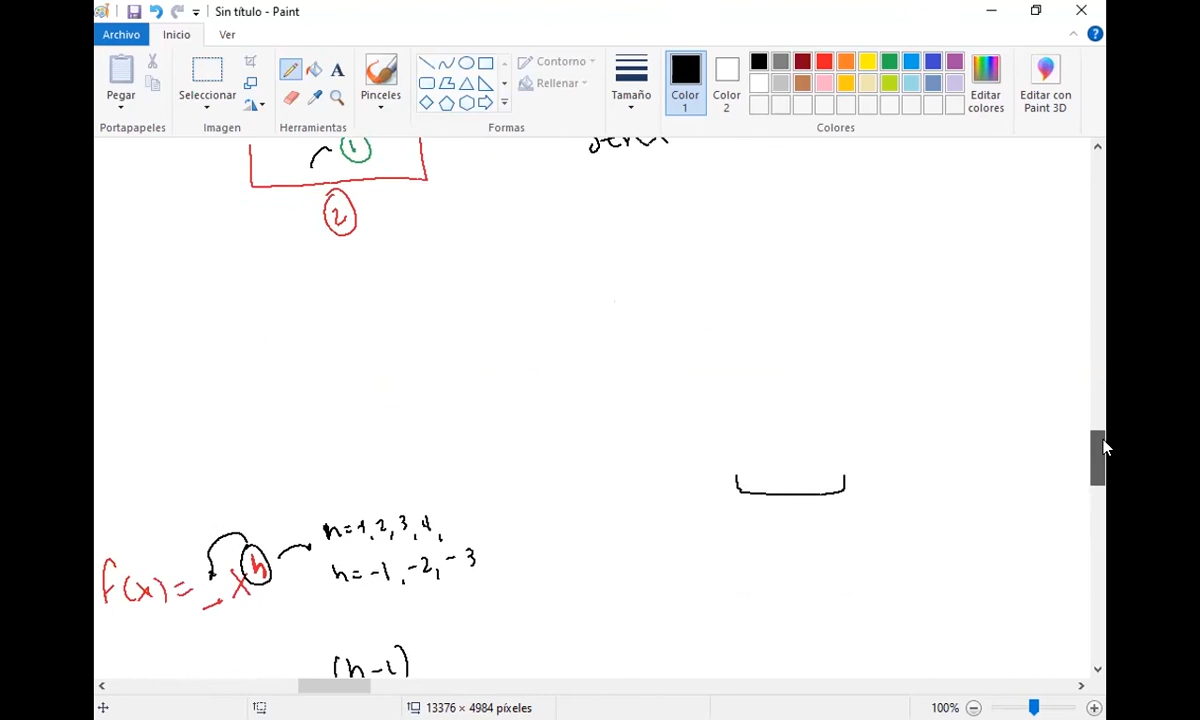 Sin título - Paint
Archivo Inicio Ver
Pegar
Seleccionar
A
Pinceles
Contorno
Rellenar
Tamaño
Color 1
Color 2
Editar colores
Editar con Paint 3D
Portapapeles Imagen Herramientas Formas Colores
1
2
n=1, 2, 3, 4,
n=-1, -2, -3
f(x)= _ x^n
(n-1)
13376 × 4984 píxeles 100%